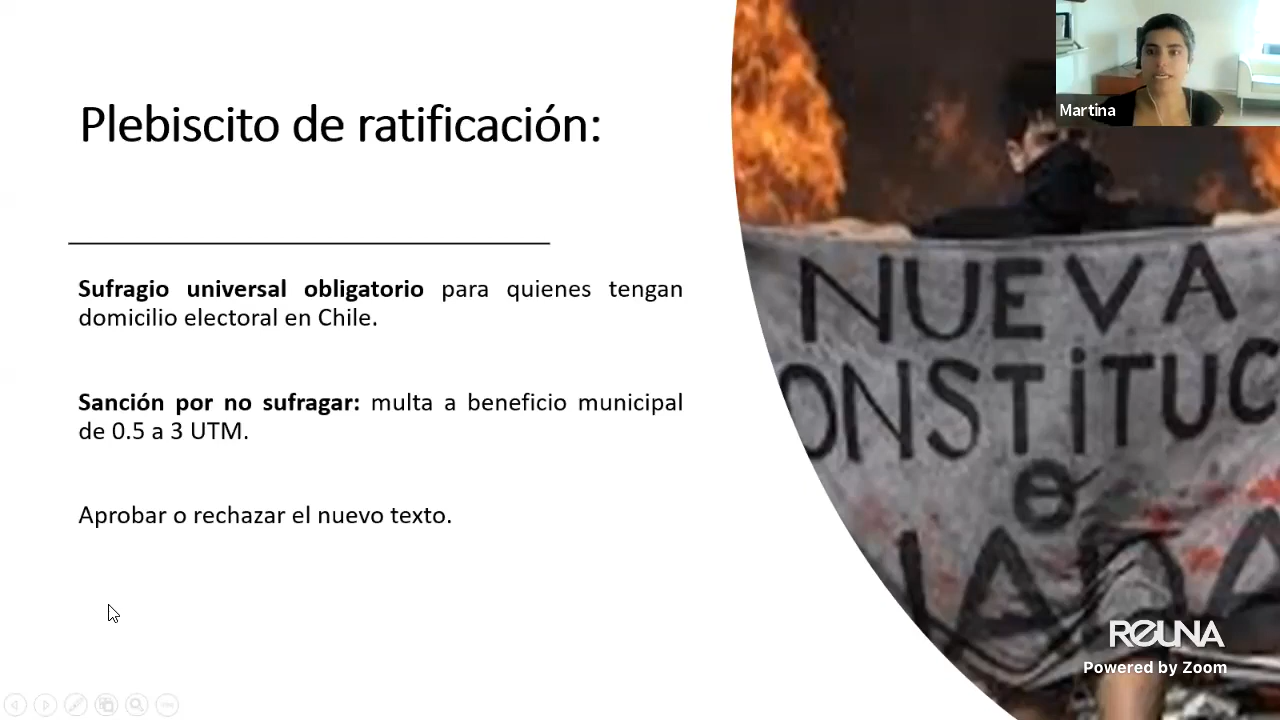 Plebiscito de ratificación:
Sufragio universal obligatorio para quienes tengan
domicilio electoral en Chile.
Sanción por no sufragar: multa a beneficio municipal
de 0.5 a 3 UTM.
Aprobar o rechazar el nuevo texto.
Martina
NUEVA
ONSTITUC
O
NADA
REUNA
Powered by Zoom